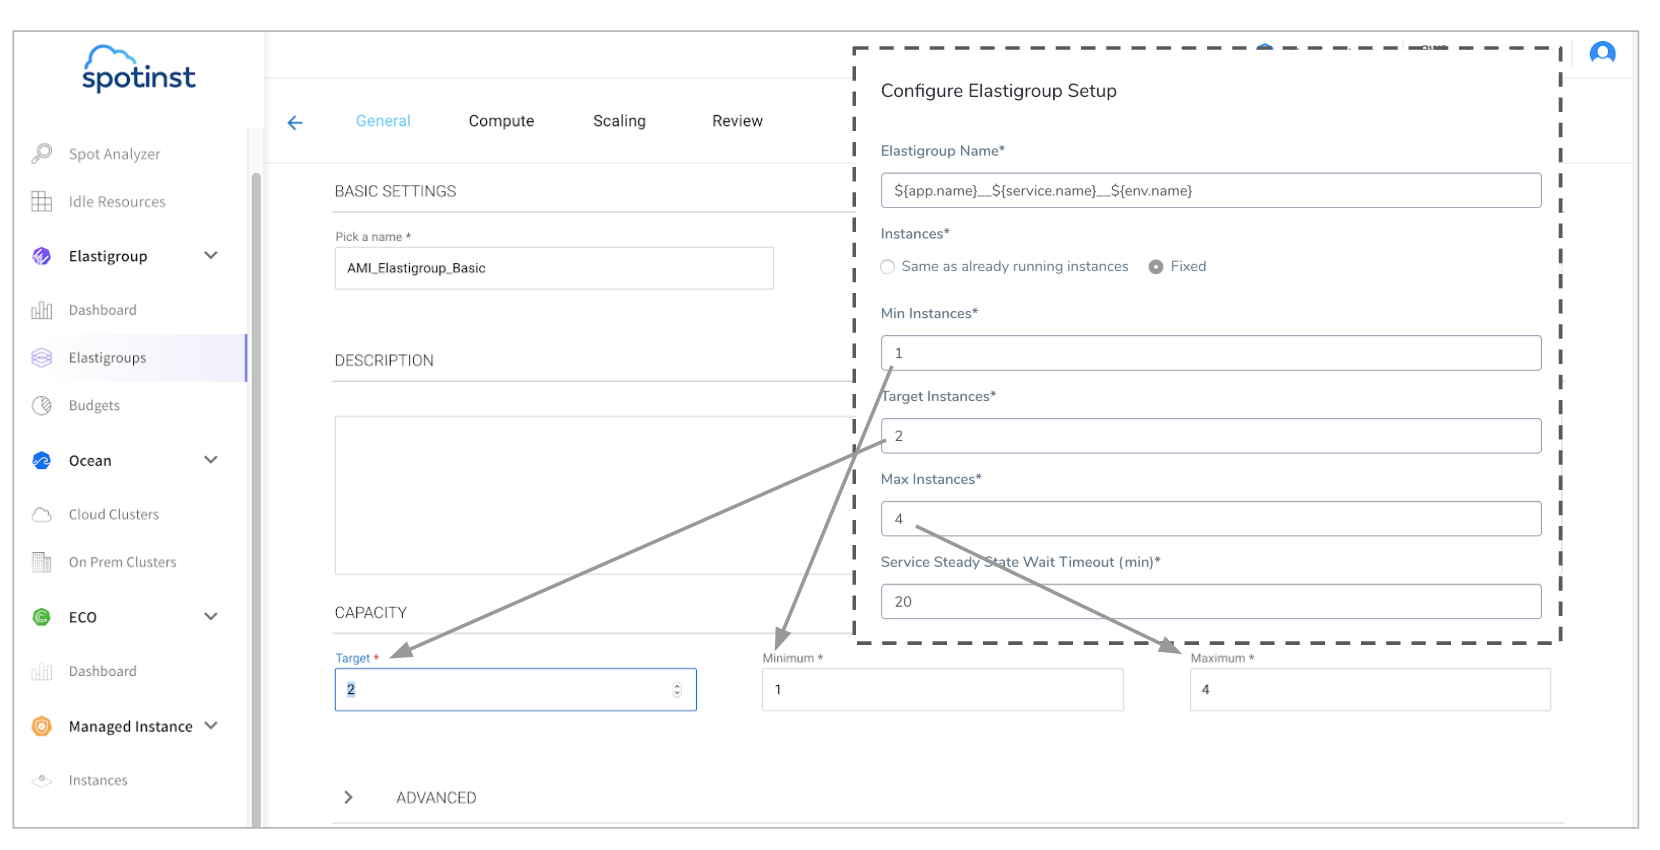 spotinst
Spot Analyzer
Idle Resources
Elastigroup
Dashboard
Elastigroups
Budgets
Ocean
Cloud Clusters
On Prem Clusters
ECO
Dashboard
Managed Instance
Instances
General Compute Scaling Review
BASIC SETTINGS
Pick a name *
AMI_Elastigroup_Basic
DESCRIPTION
Configure Elastigroup Setup
Elastigroup Name*
${app.name}__${service.name}__${env.name}
Instances*
Same as already running instances Fixed
Min Instances*
1
Target Instances*
2
Max Instances*
4
Service Steady State Wait Timeout (min)*
20
CAPACITY
Target * Minimum * Maximum *
2 1 4
ADVANCED